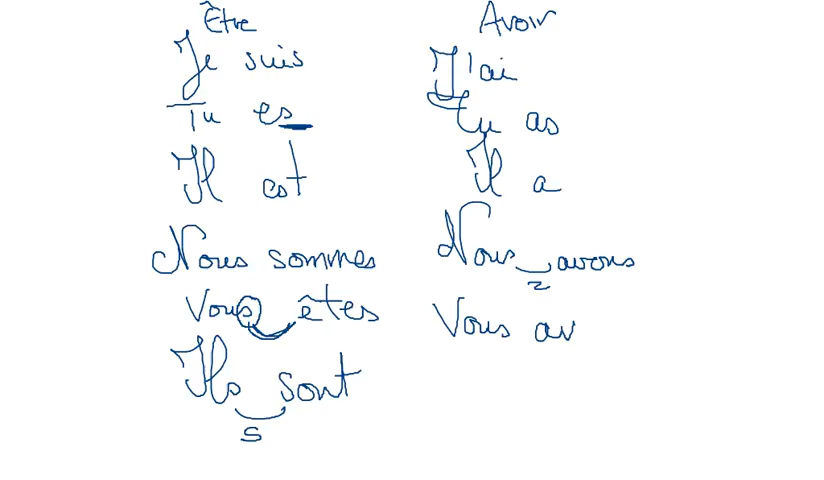 Être Avoir
Je suis J'ai
Tu es Tu as
Il est Il a
Nous sommes Nous avons
z
Vous êtes Vous av
Ils sont
s